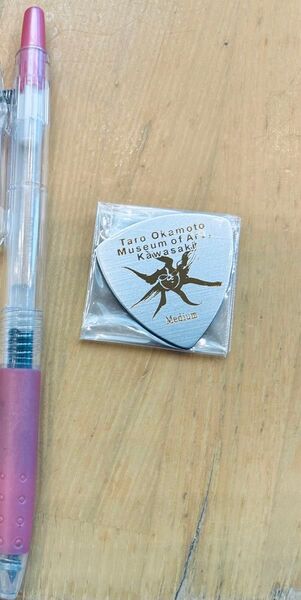 Taro Okamoto
Museum of Art,
Kawasaki
Medium